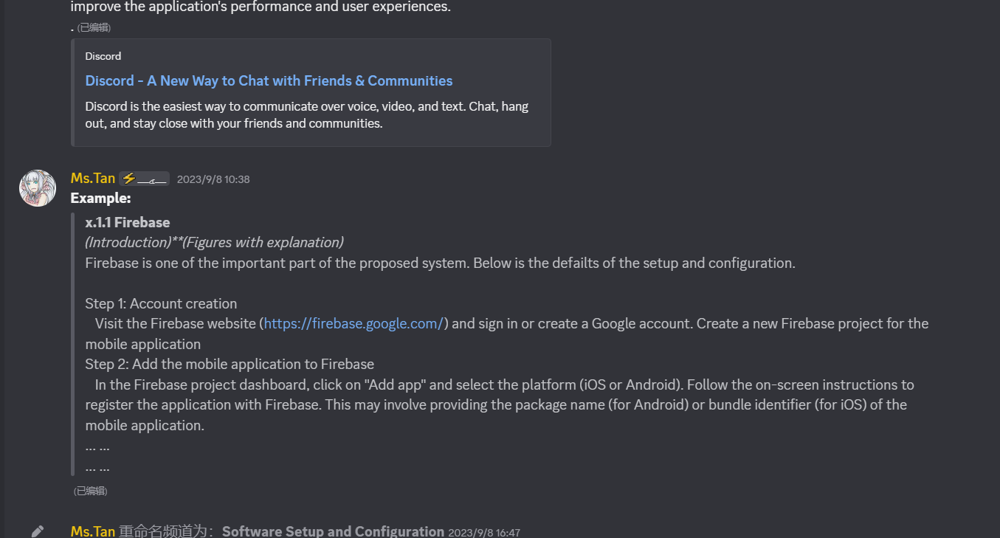 improve the application's performance and user experiences.
. (已编辑)
Discord
Discord - A New Way to Chat with Friends & Communities
Discord is the easiest way to communicate over voice, video, and text. Chat, hang
out, and stay close with your friends and communities.
Ms.Tan 2023/9/8 10:38
Example:
x.1.1 Firebase
(Introduction)**(Figures with explanation)
Firebase is one of the important part of the proposed system. Below is the defailts of the setup and configuration.
Step 1: Account creation
Visit the Firebase website (https://firebase.google.com/) and sign in or create a Google account. Create a new Firebase project for the
mobile application
Step 2: Add the mobile application to Firebase
In the Firebase project dashboard, click on "Add app" and select the platform (iOS or Android). Follow the on-screen instructions to
register the application with Firebase. This may involve providing the package name (for Android) or bundle identifier (for iOS) of the
mobile application.
... ...
... ...
(已编辑)
Ms.Tan 重命名频道为：Software Setup and Configuration 2023/9/8 16:47